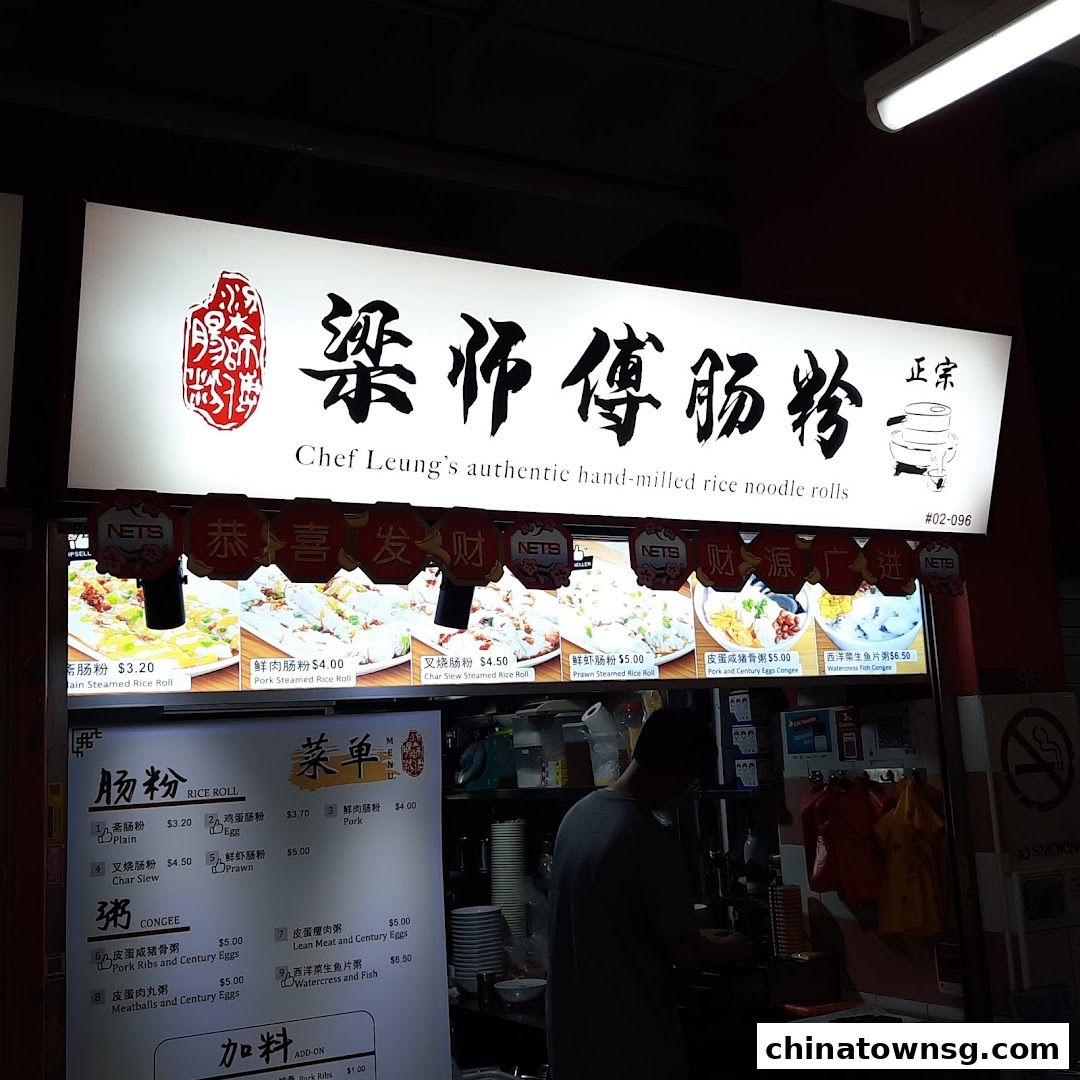 梁师傅肠粉
正宗
Chef Leung's authentic hand-milled rice noodle rolls
#02-096
NETS 恭喜发财 NETS NETS 财源广进 NETS
斋肠粉 $3.20
lain Steamed Rice Roll
鲜肉肠粉 $4.00
Pork Steamed Rice Roll
叉烧肠粉 $4.50
Char Siew Steamed Rice Roll
鲜虾肠粉 $5.00
Prawn Steamed Rice Roll
皮蛋咸猪骨粥 $5.00
Pork and Century Eggs Congee
西洋菜生鱼片粥 $6.50
Watercress Fish Congee
菜单 MENU
肠粉 RICE ROLL
1 斋肠粉 $3.20
Plain
2 鸡蛋肠粉 $3.70
Egg
3 鲜肉肠粉 $4.00
Pork
4 叉烧肠粉 $4.50
Char Siew
5 鲜虾肠粉 $5.00
Prawn
粥 CONGEE
6 皮蛋咸猪骨粥 $5.00
Pork Ribs and Century Eggs
7 皮蛋瘦肉粥 $5.00
Lean Meat and Century Eggs
8 皮蛋肉丸粥 $5.00
Meatballs and Century Eggs
9 西洋菜生鱼片粥 $6.50
Watercress and Fish
加料 ADD-ON
Pork Ribs $1.00
NO SMOKING
chinatownsg.com